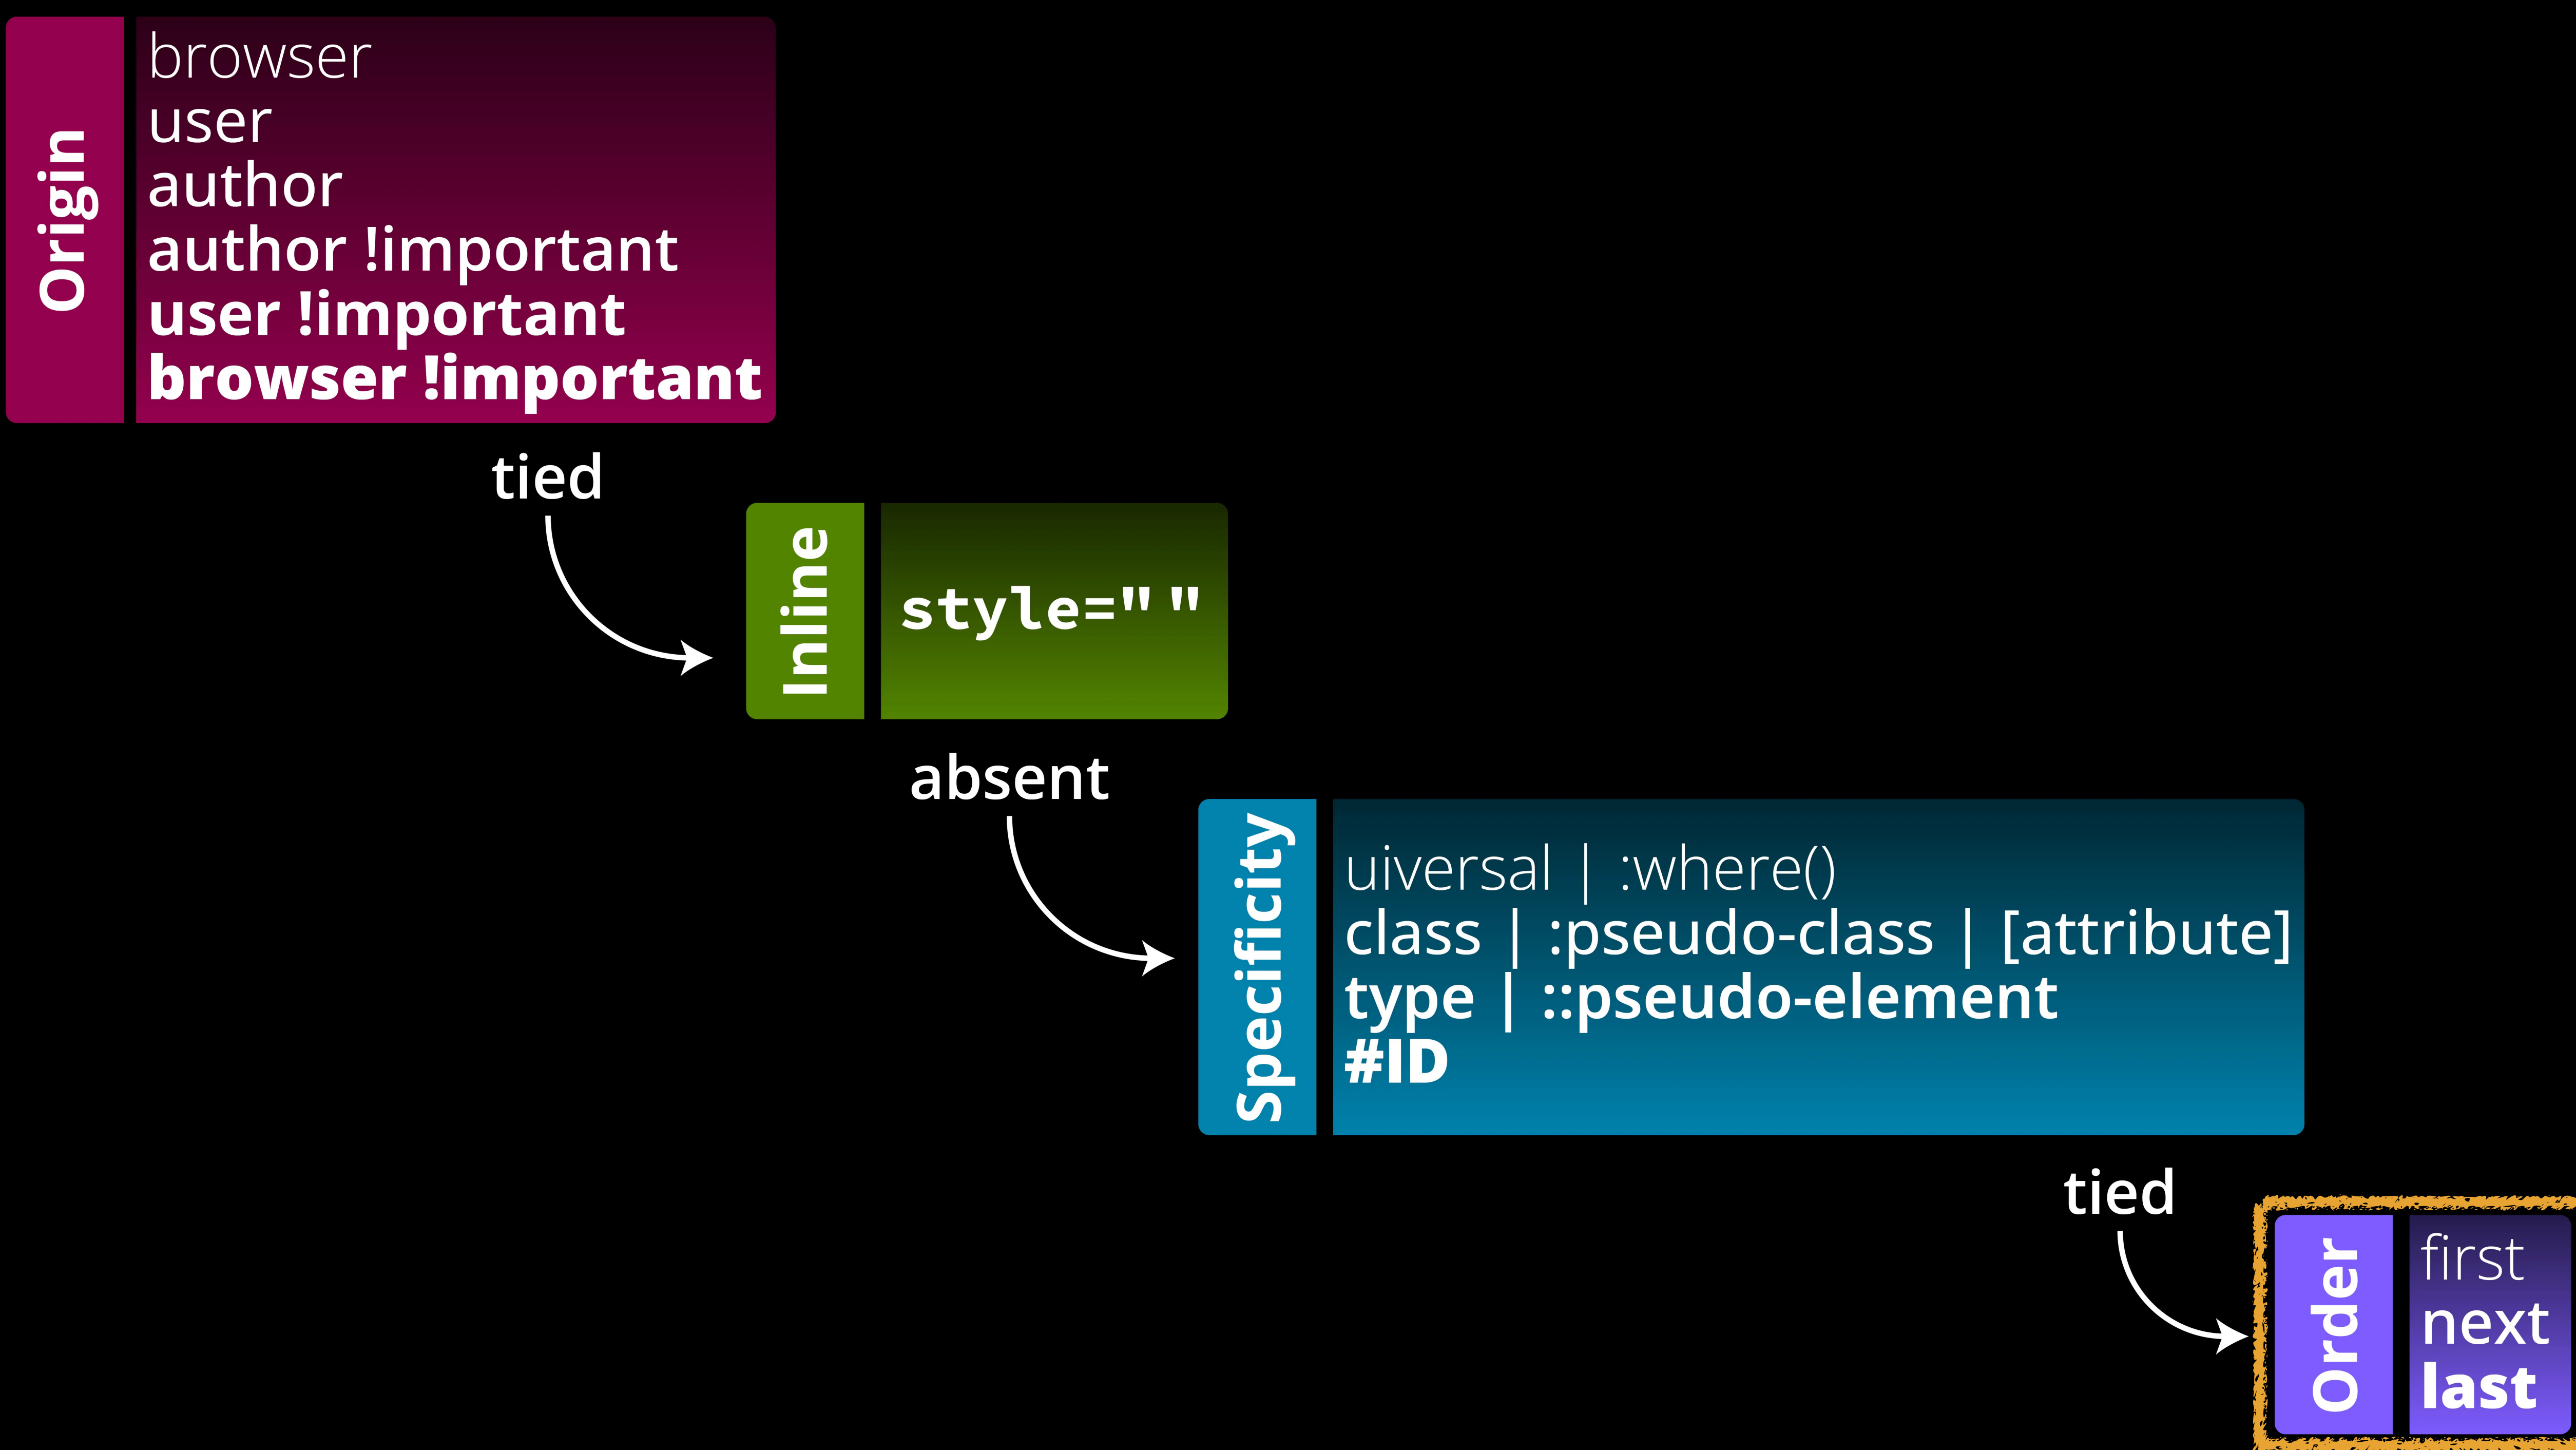 Origin
browser
user
author
author !important
user !important
browser !important
tied
Inline
style=""
absent
Specificity
uiversal | :where()
class | :pseudo-class | [attribute]
type | ::pseudo-element
#ID
tied
Order
first
next
last